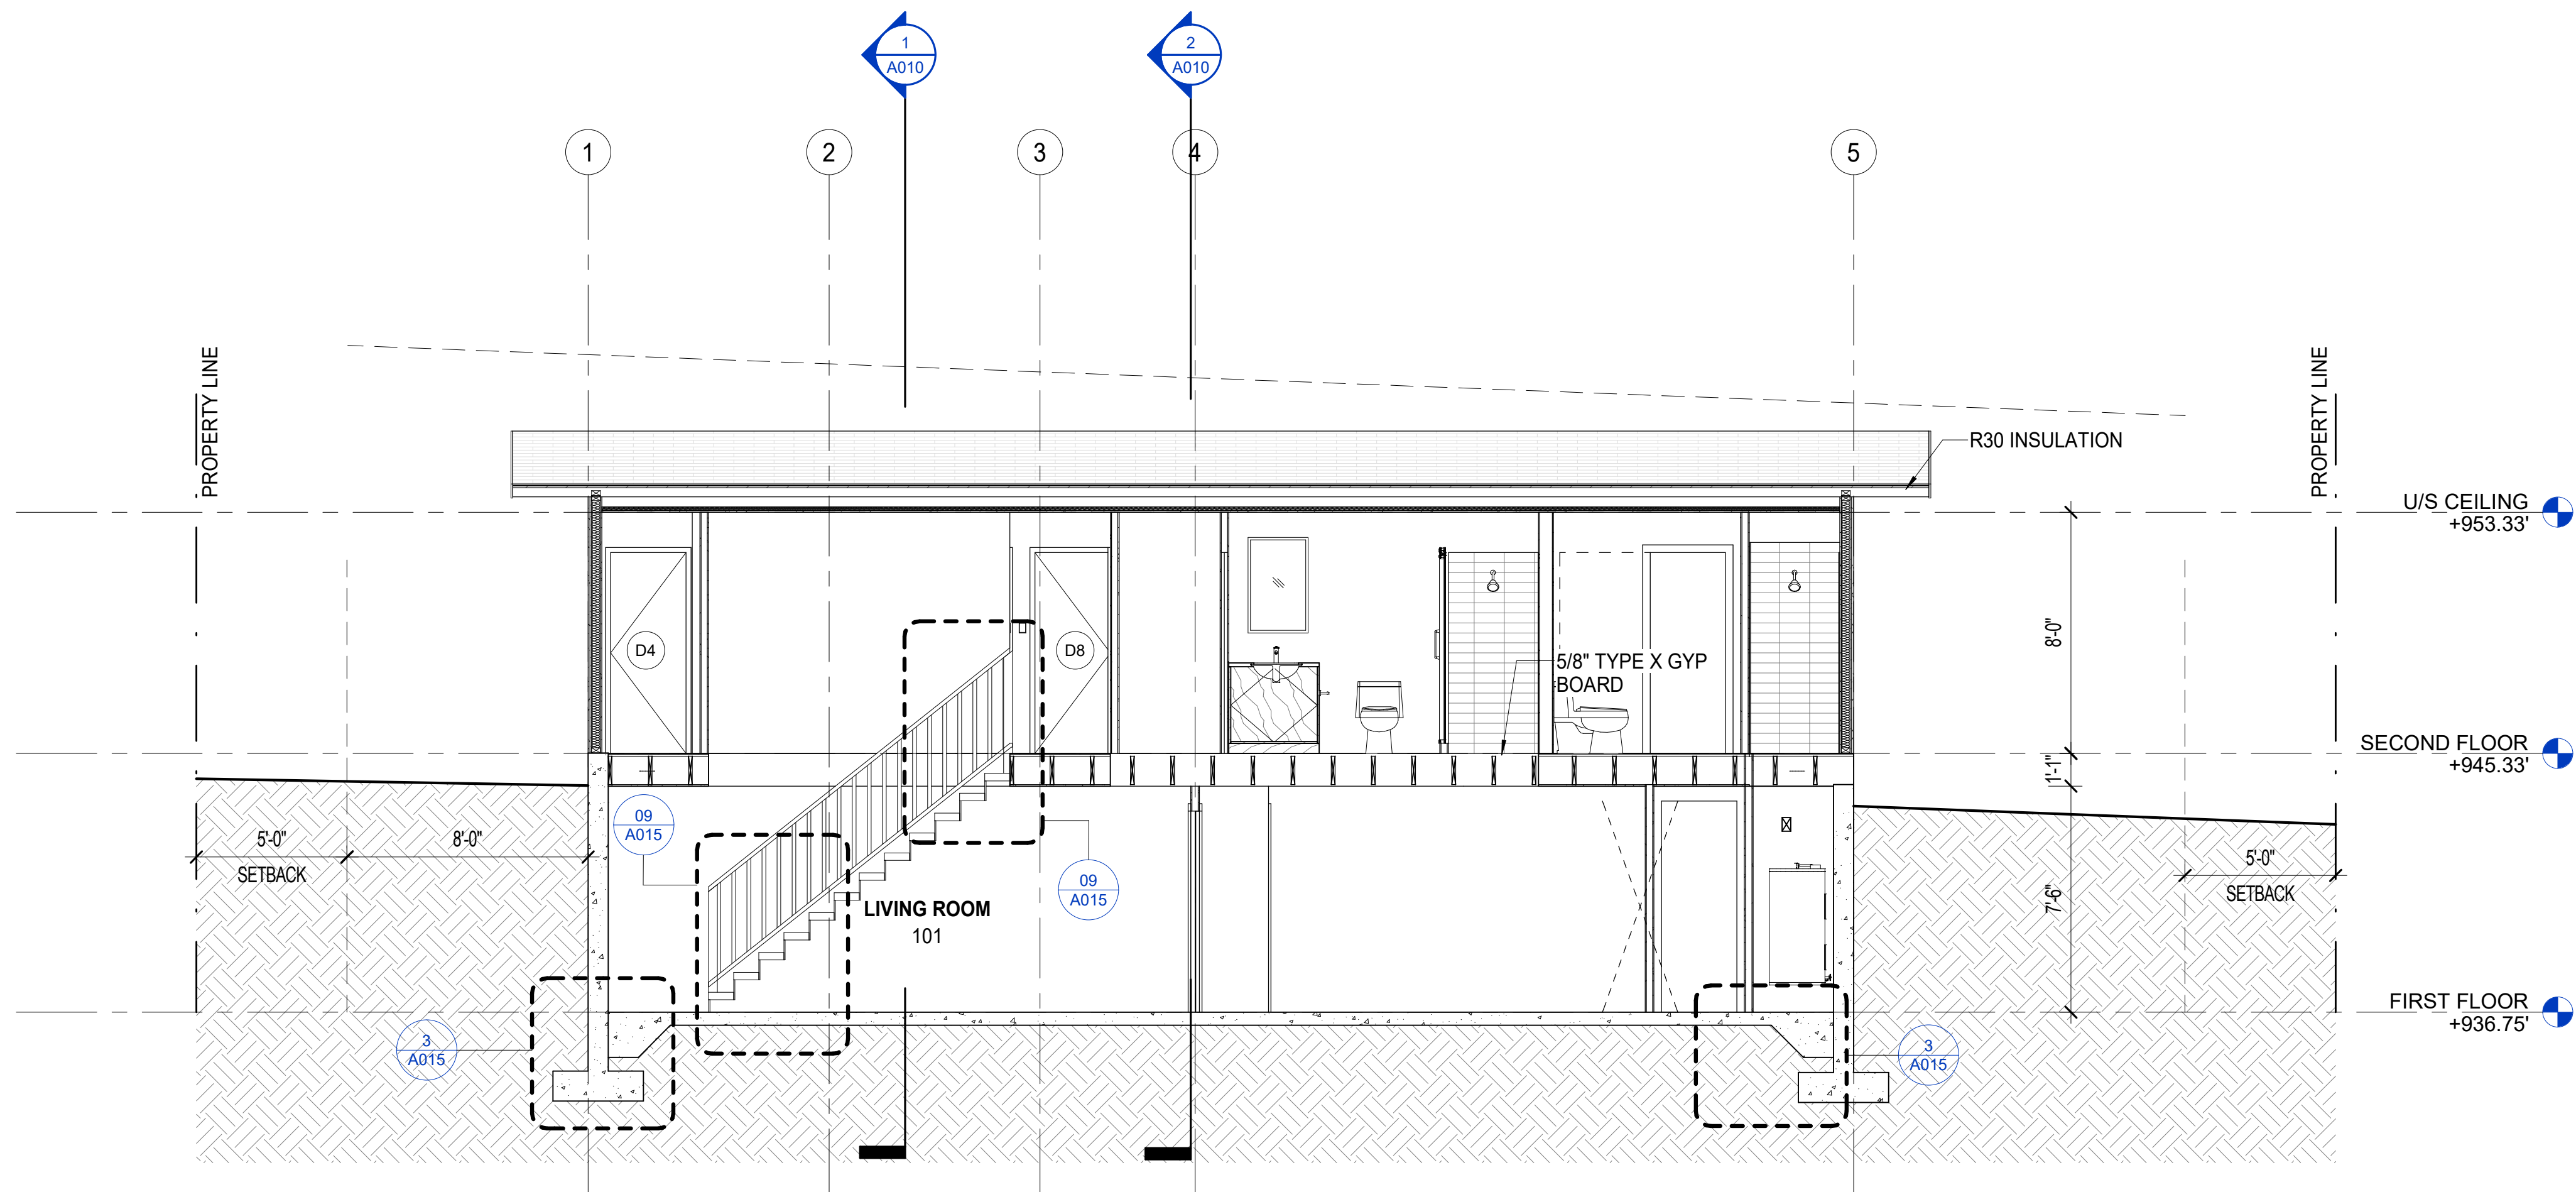 1
A010
2
A010
1
2
3
4
5
PROPERTY LINE
PROPERTY LINE
R30 INSULATION
U/S CEILING
+953.33'
D4
D8
8'-0"
5/8" TYPE X GYP
BOARD
SECOND FLOOR
+945.33'
1'-1"
09
A015
5'-0"
8'-0"
SETBACK
09
A015
LIVING ROOM
101
7'-6"
5'-0"
SETBACK
FIRST FLOOR
+936.75'
3
A015
3
A015